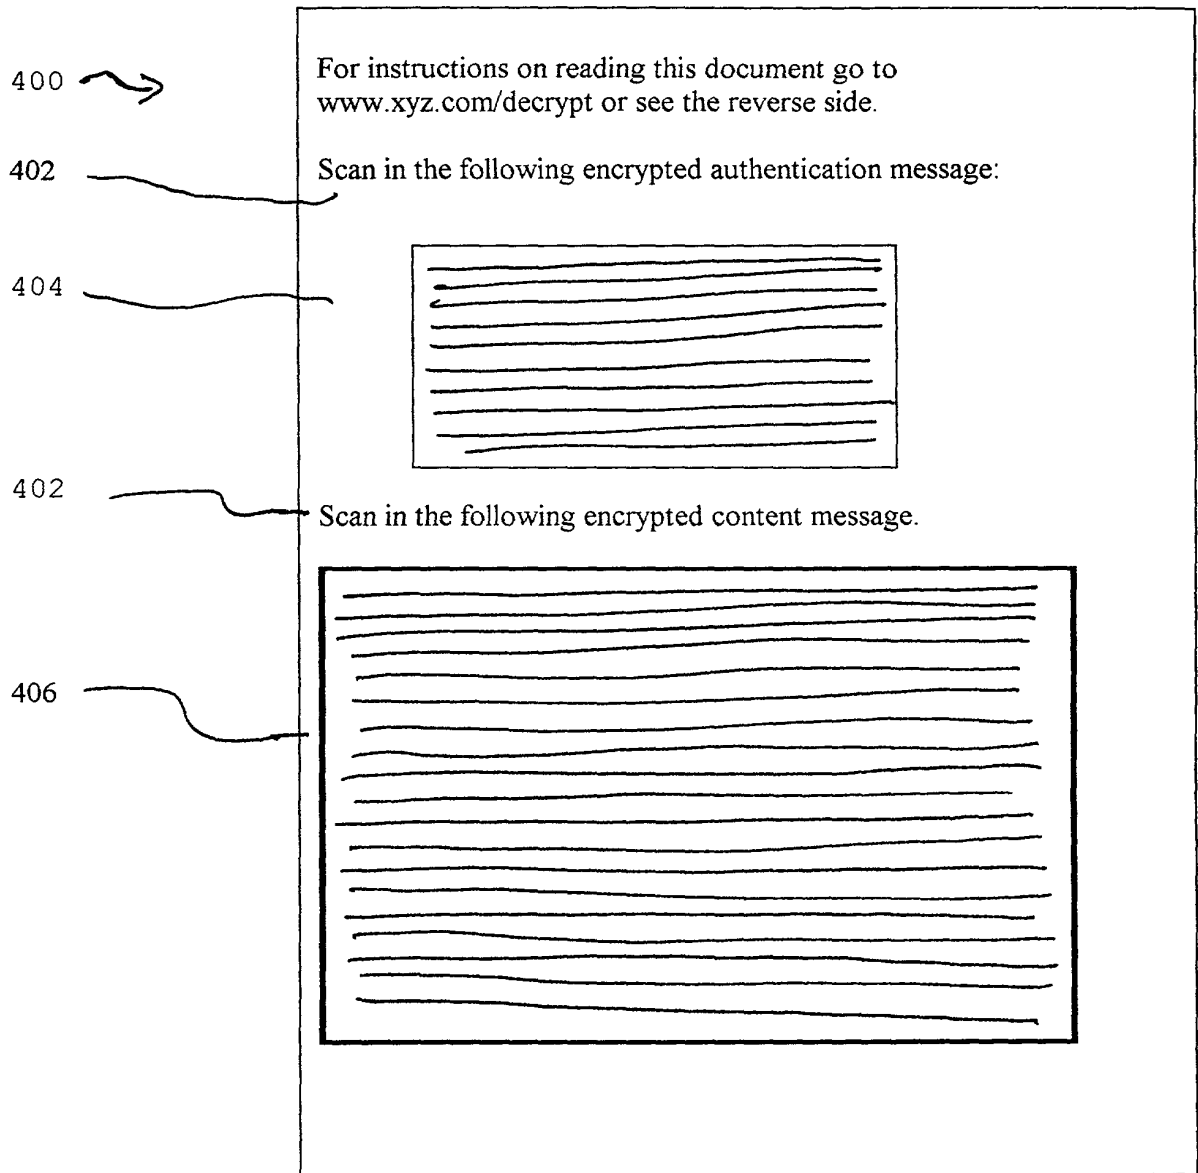 400
For instructions on reading this document go to
www.xyz.com/decrypt or see the reverse side.
402
Scan in the following encrypted authentication message:
404
402
Scan in the following encrypted content message.
406